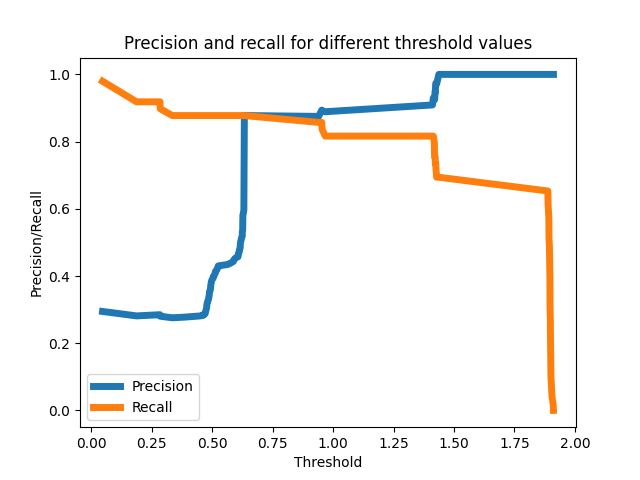 Precision and recall for different threshold values
Precision/Recall
1.0
0.8
0.6
0.4
0.2
0.0
Precision
Recall
0.00 0.25 0.50 0.75 1.00 1.25 1.50 1.75 2.00
Threshold